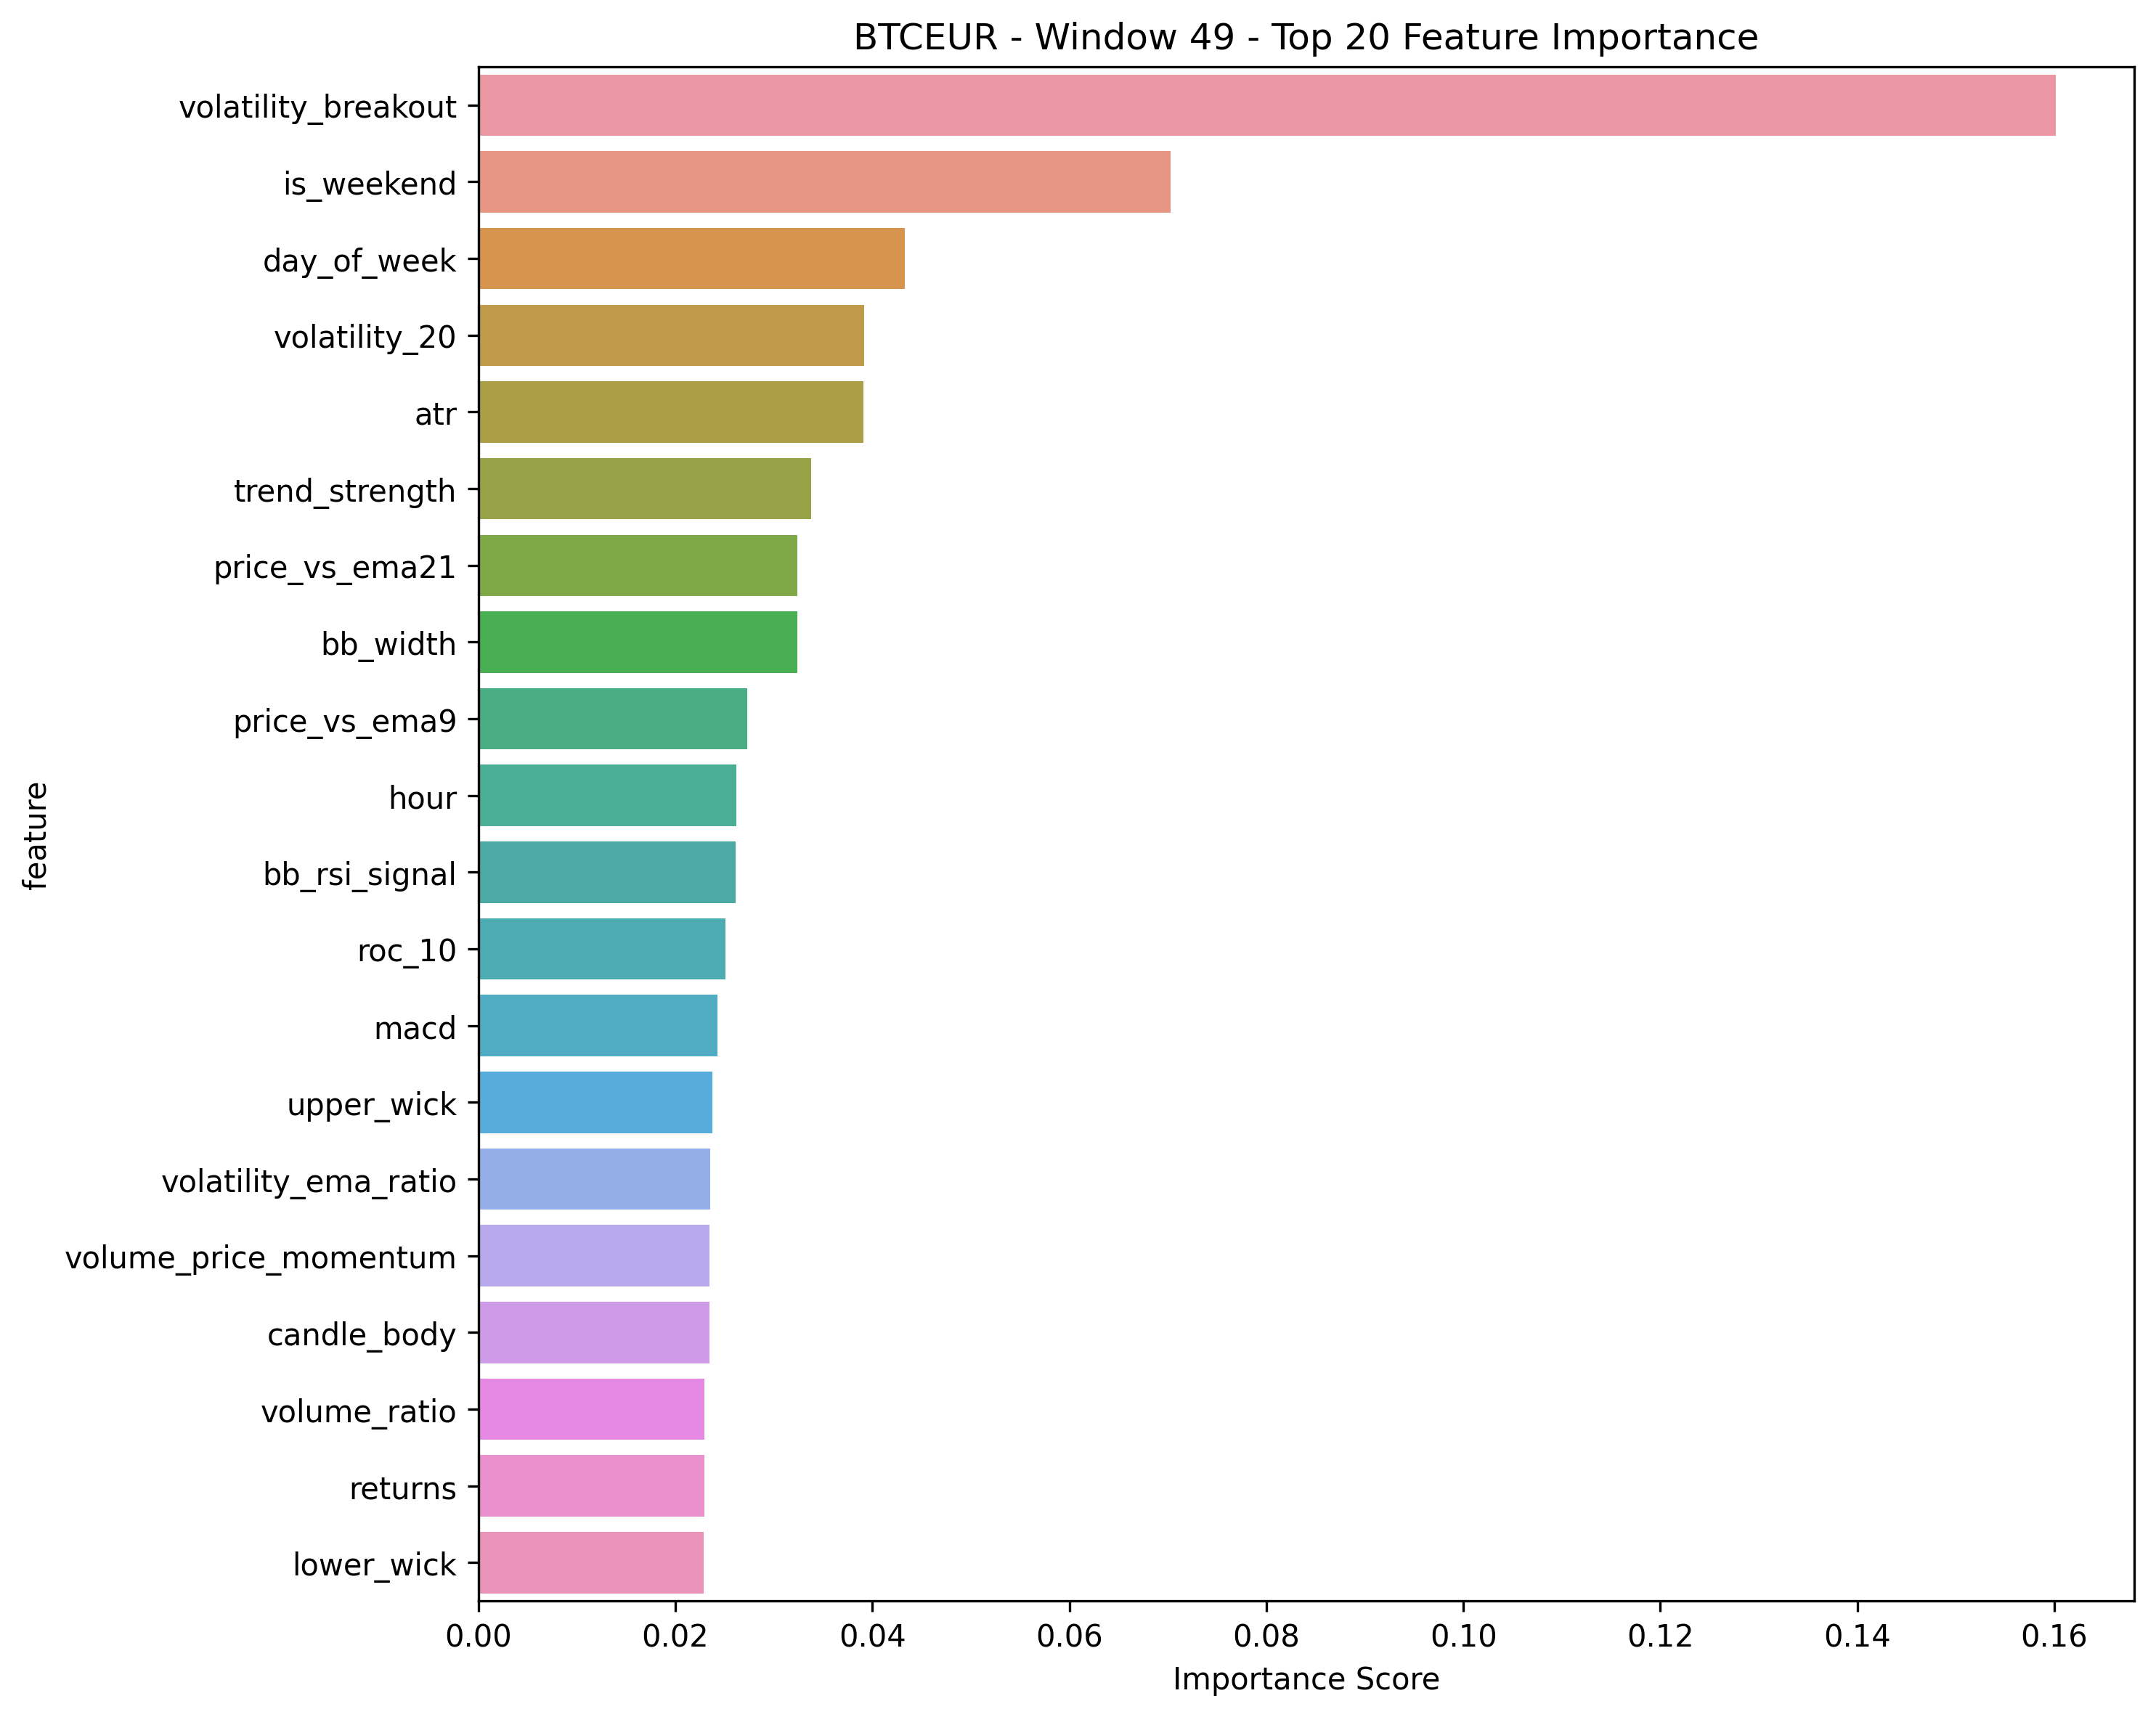 BTCEUR - Window 49 - Top 20 Feature Importance
volatility_breakout
is_weekend
day_of_week
volatility_20
atr
trend_strength
price_vs_ema21
bb_width
price_vs_ema9
hour
bb_rsi_signal
roc_10
macd
upper_wick
volatility_ema_ratio
volume_price_momentum
candle_body
volume_ratio
returns
lower_wick
feature
0.00 0.02 0.04 0.06 0.08 0.10 0.12 0.14 0.16
Importance Score